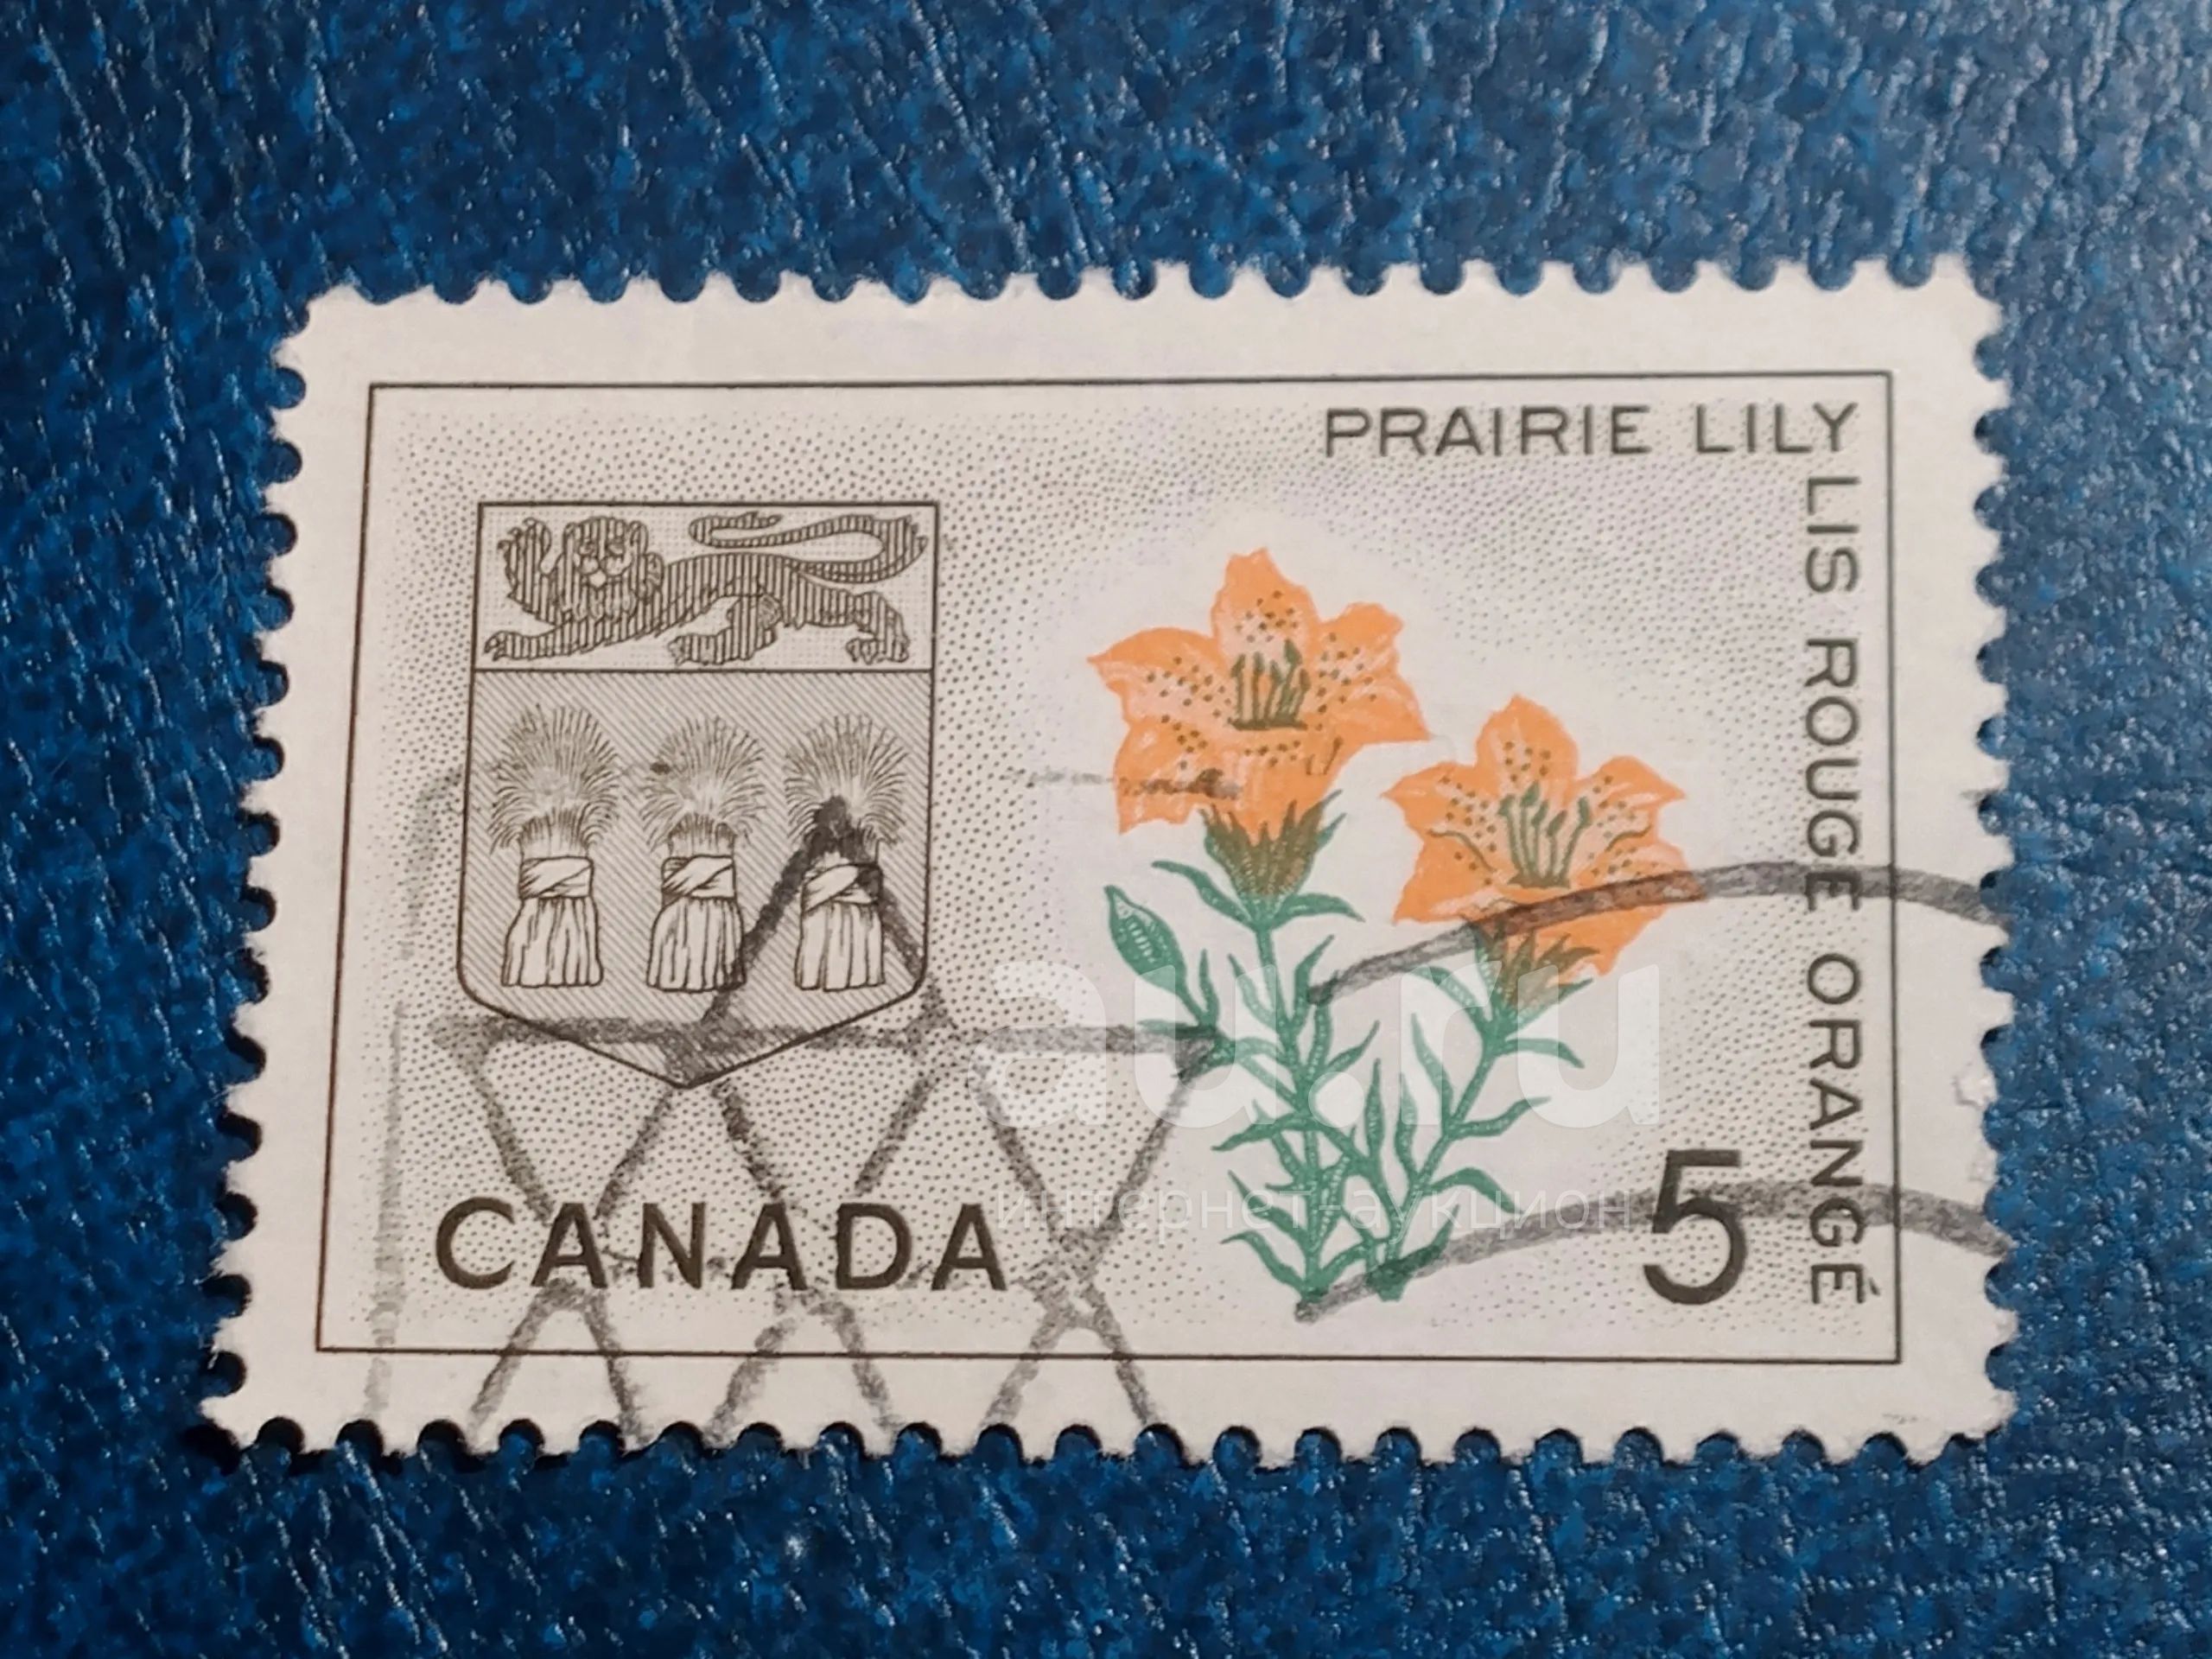 PRAIRIE LILY
LIS ROUGE ORANGÉ
CANADA
5
au.ru
интернет-аукцион